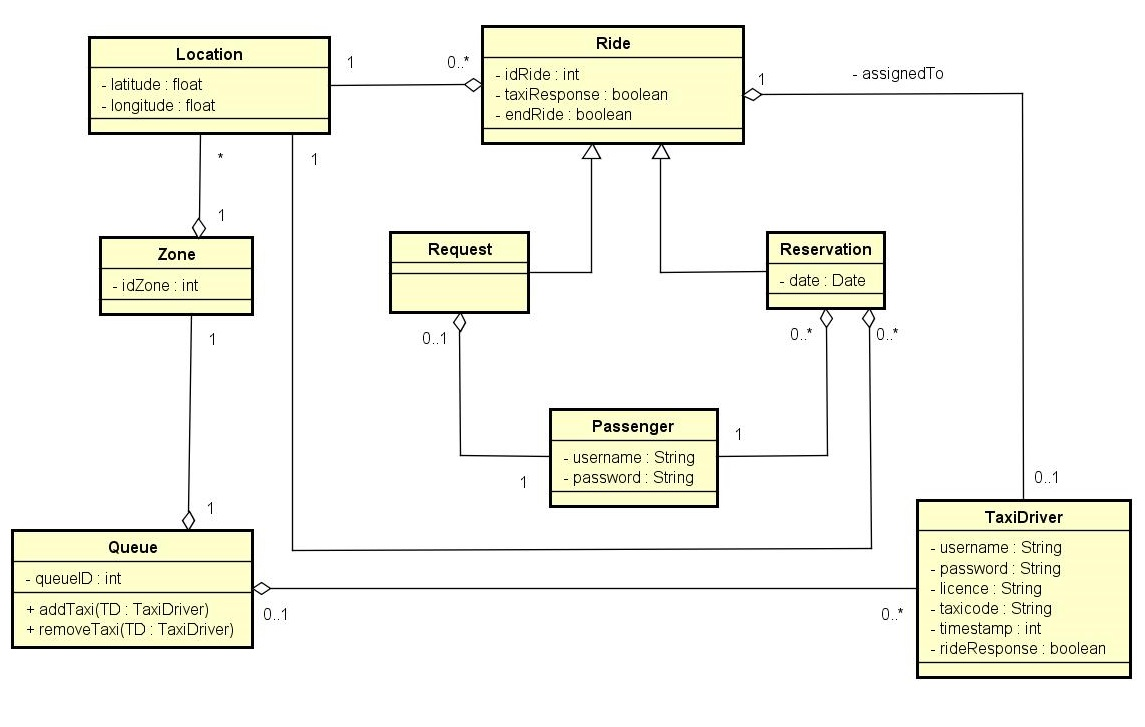 Location
- latitude : float
- longitude : float
1
0..*
Ride
- idRide : int
- taxiResponse : boolean
- endRide : boolean
1
- assignedTo
*
1
1
Zone
- idZone : int
1
Request
0..1
Reservation
- date : Date
0..*
0..*
Passenger
- username : String
- password : String
1
1
0..1
1
Queue
- queueID : int
+ addTaxi(TD : TaxiDriver)
+ removeTaxi(TD : TaxiDriver)
0..1
0..*
TaxiDriver
- username : String
- password : String
- licence : String
- taxicode : String
- timestamp : int
- rideResponse : boolean